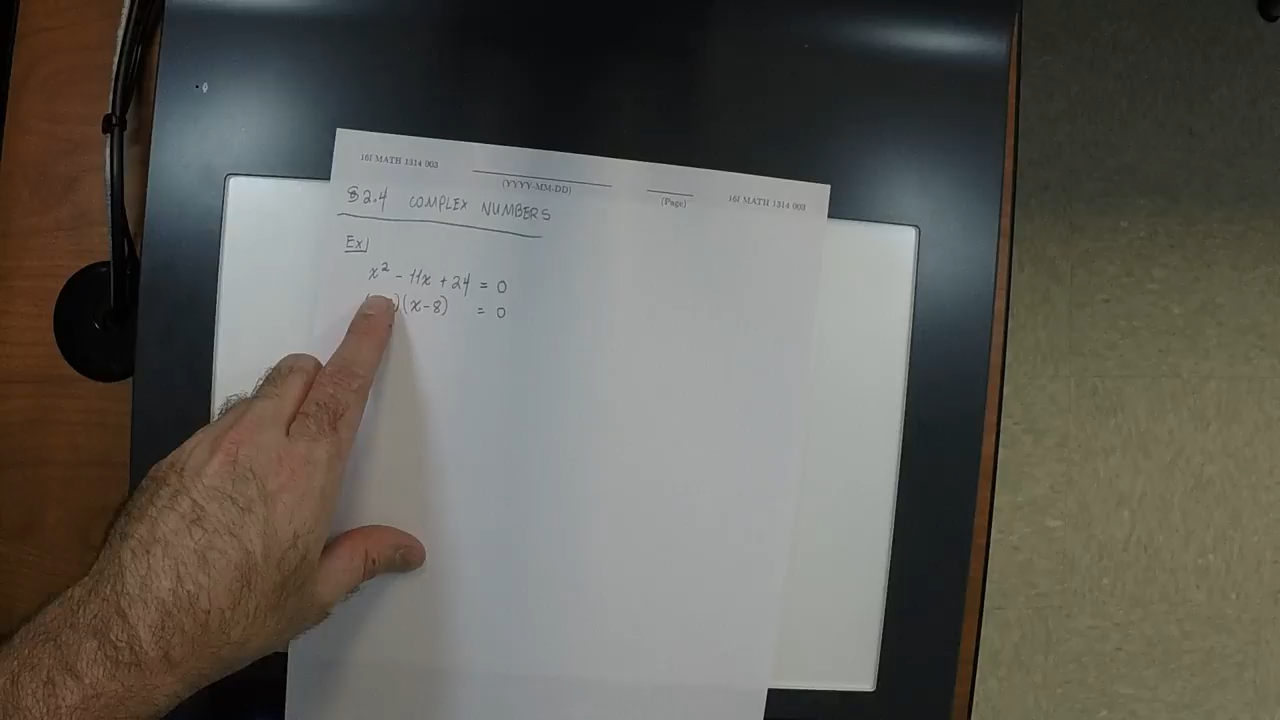 16f MATH 1314 003
(YYYY-MM-DD)
(Page)
16f MATH 1314 003
§2.4 COMPLEX NUMBERS
Ex)
x² - 11x + 24 = 0
( )(x-8) = 0